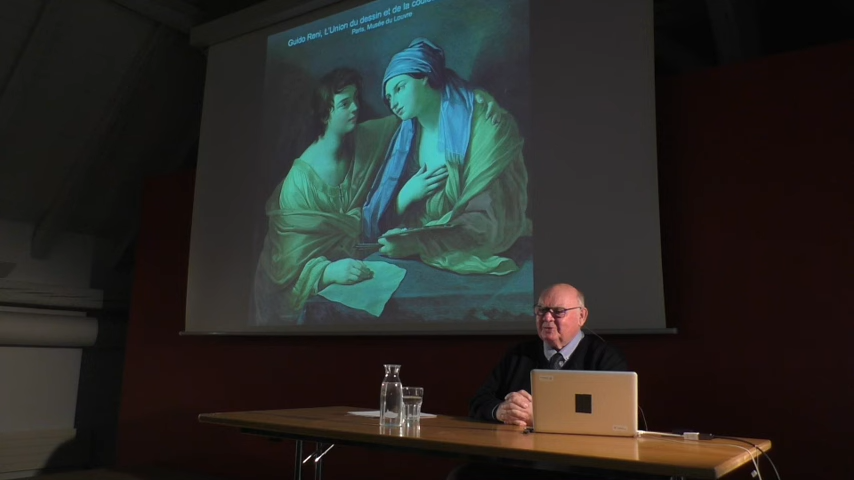 Guido Reni, L'Union du dessin et de la
Paris, Musée du Louvre